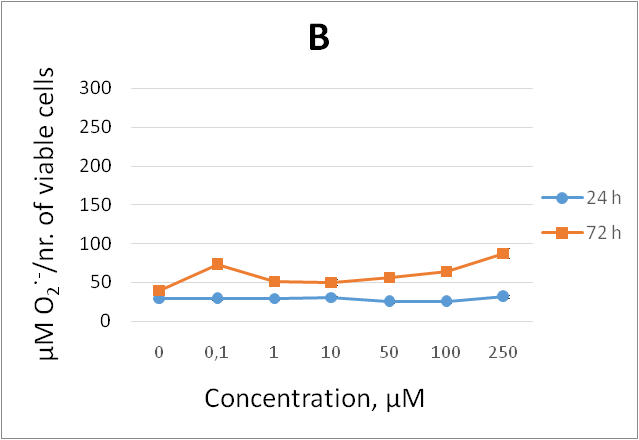 B
µM O₂˙⁻/nr. of viable cells
300
250
200
150
100
50
0
0 0,1 1 10 50 100 250
Concentration, µM
24 h
72 h